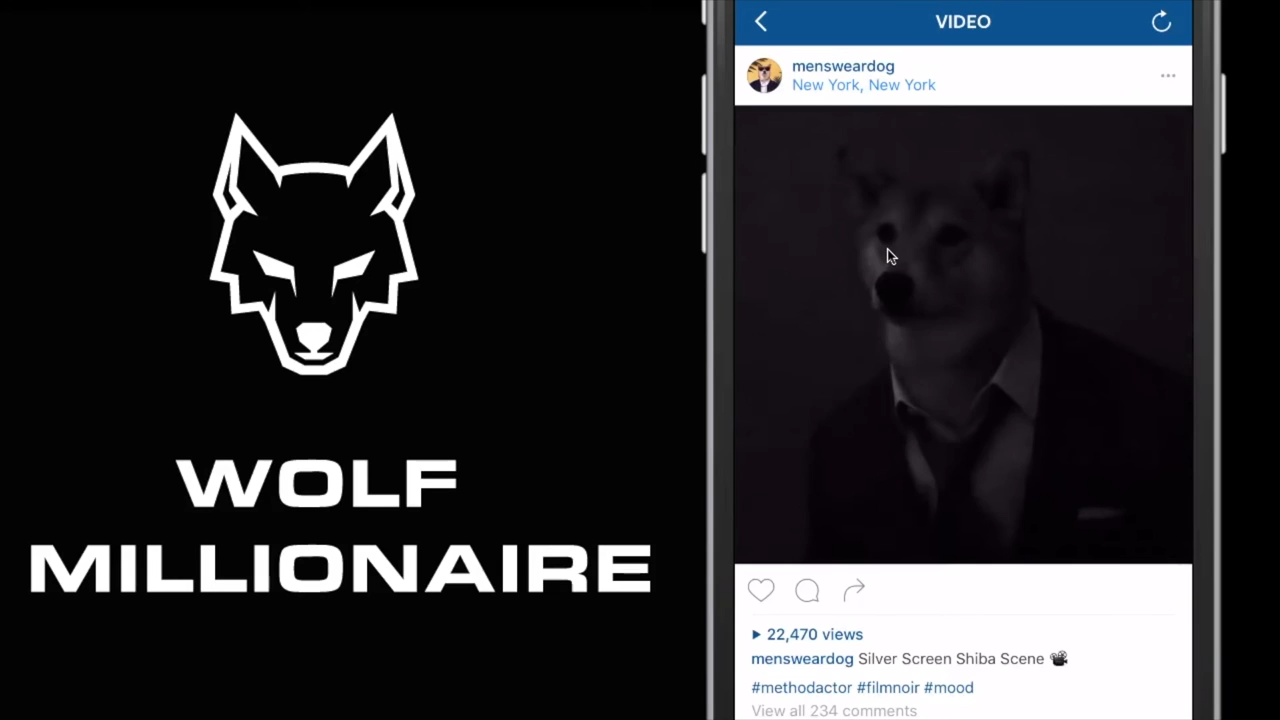 WOLF
MILLIONAIRE
VIDEO
mensweardog
New York, New York
22,470 views
mensweardog Silver Screen Shiba Scene 📽
#methodactor #filmnoir #mood
View all 234 comments